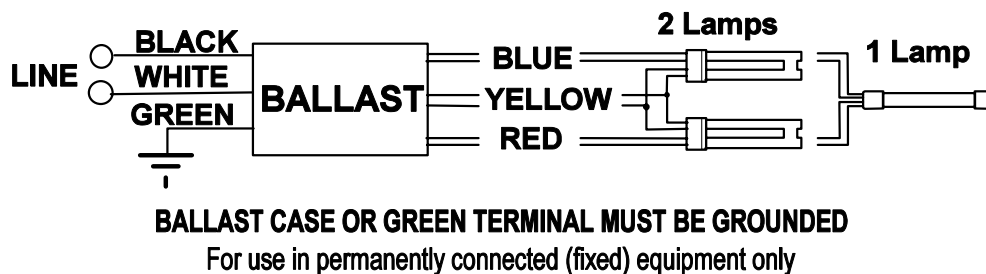 2 Lamps
1 Lamp
LINE
BLACK
WHITE
GREEN
BALLAST
BLUE
YELLOW
RED
BALLAST CASE OR GREEN TERMINAL MUST BE GROUNDED
For use in permanently connected (fixed) equipment only